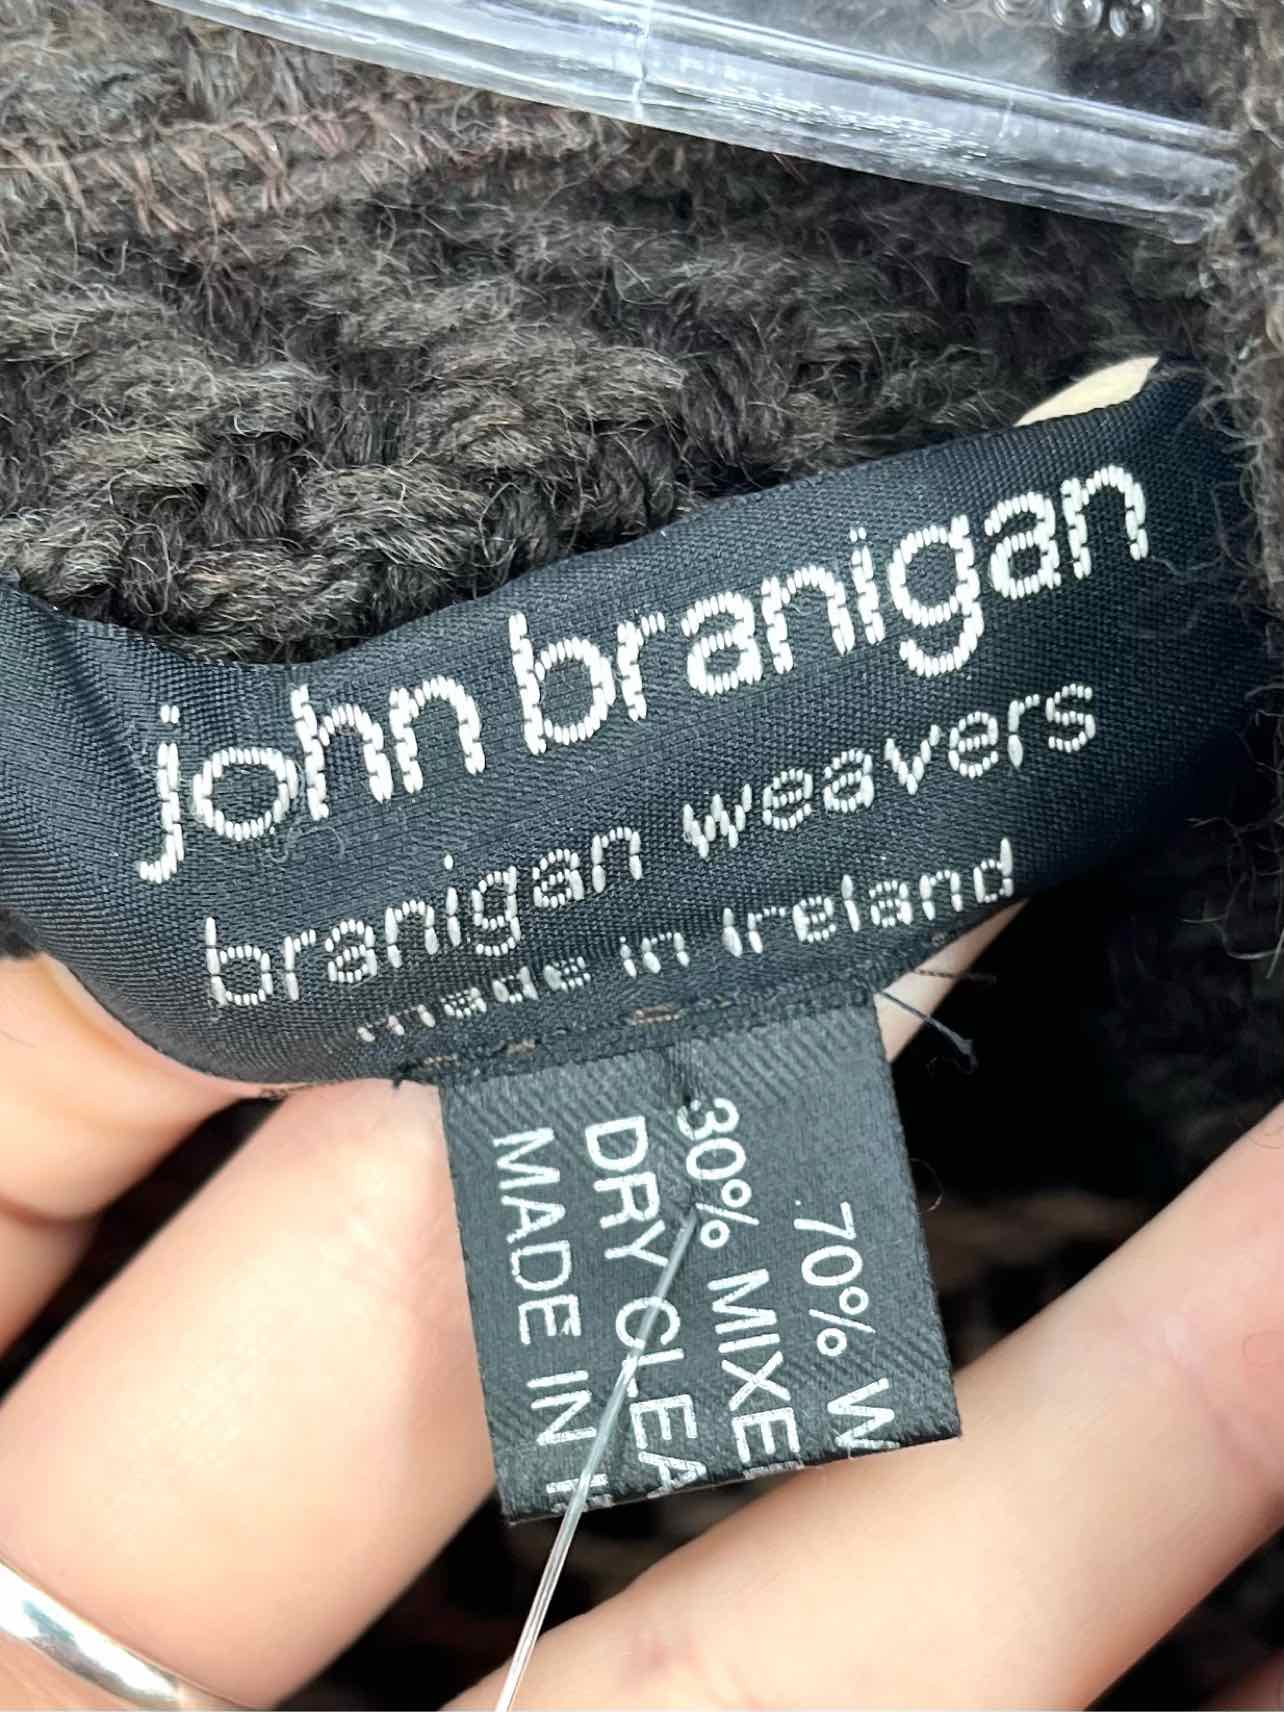 john branigan
branigan weavers
made in Ireland
70% W
30% MIXE
DRY CLEA
MADE IN